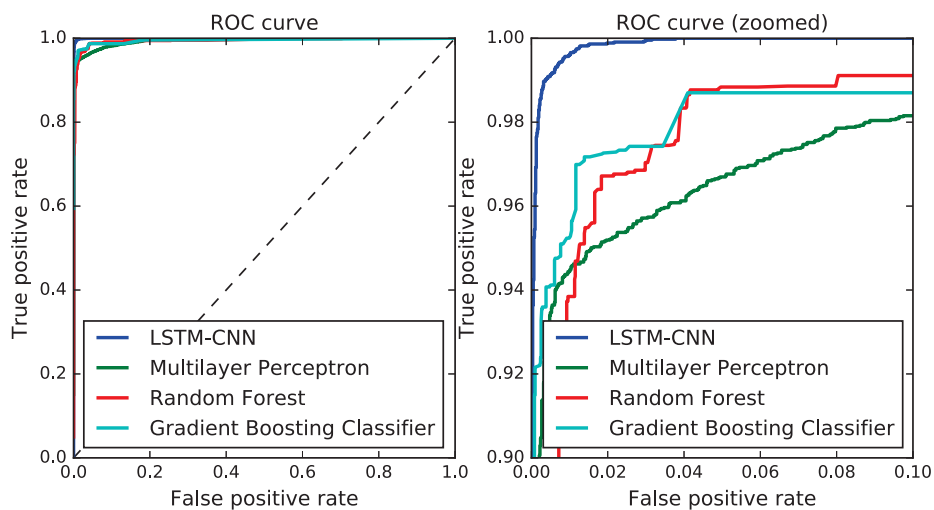 ROC curve
1.0
0.8
0.6
0.4
0.2
0.0
True positive rate
LSTM-CNN
Multilayer Perceptron
Random Forest
Gradient Boosting Classifier
0.0 0.2 0.4 0.6 0.8 1.0
False positive rate
ROC curve (zoomed)
1.00
0.98
0.96
0.94
0.92
0.90
True positive rate
LSTM-CNN
Multilayer Perceptron
Random Forest
Gradient Boosting Classifier
0.00 0.02 0.04 0.06 0.08 0.10
False positive rate